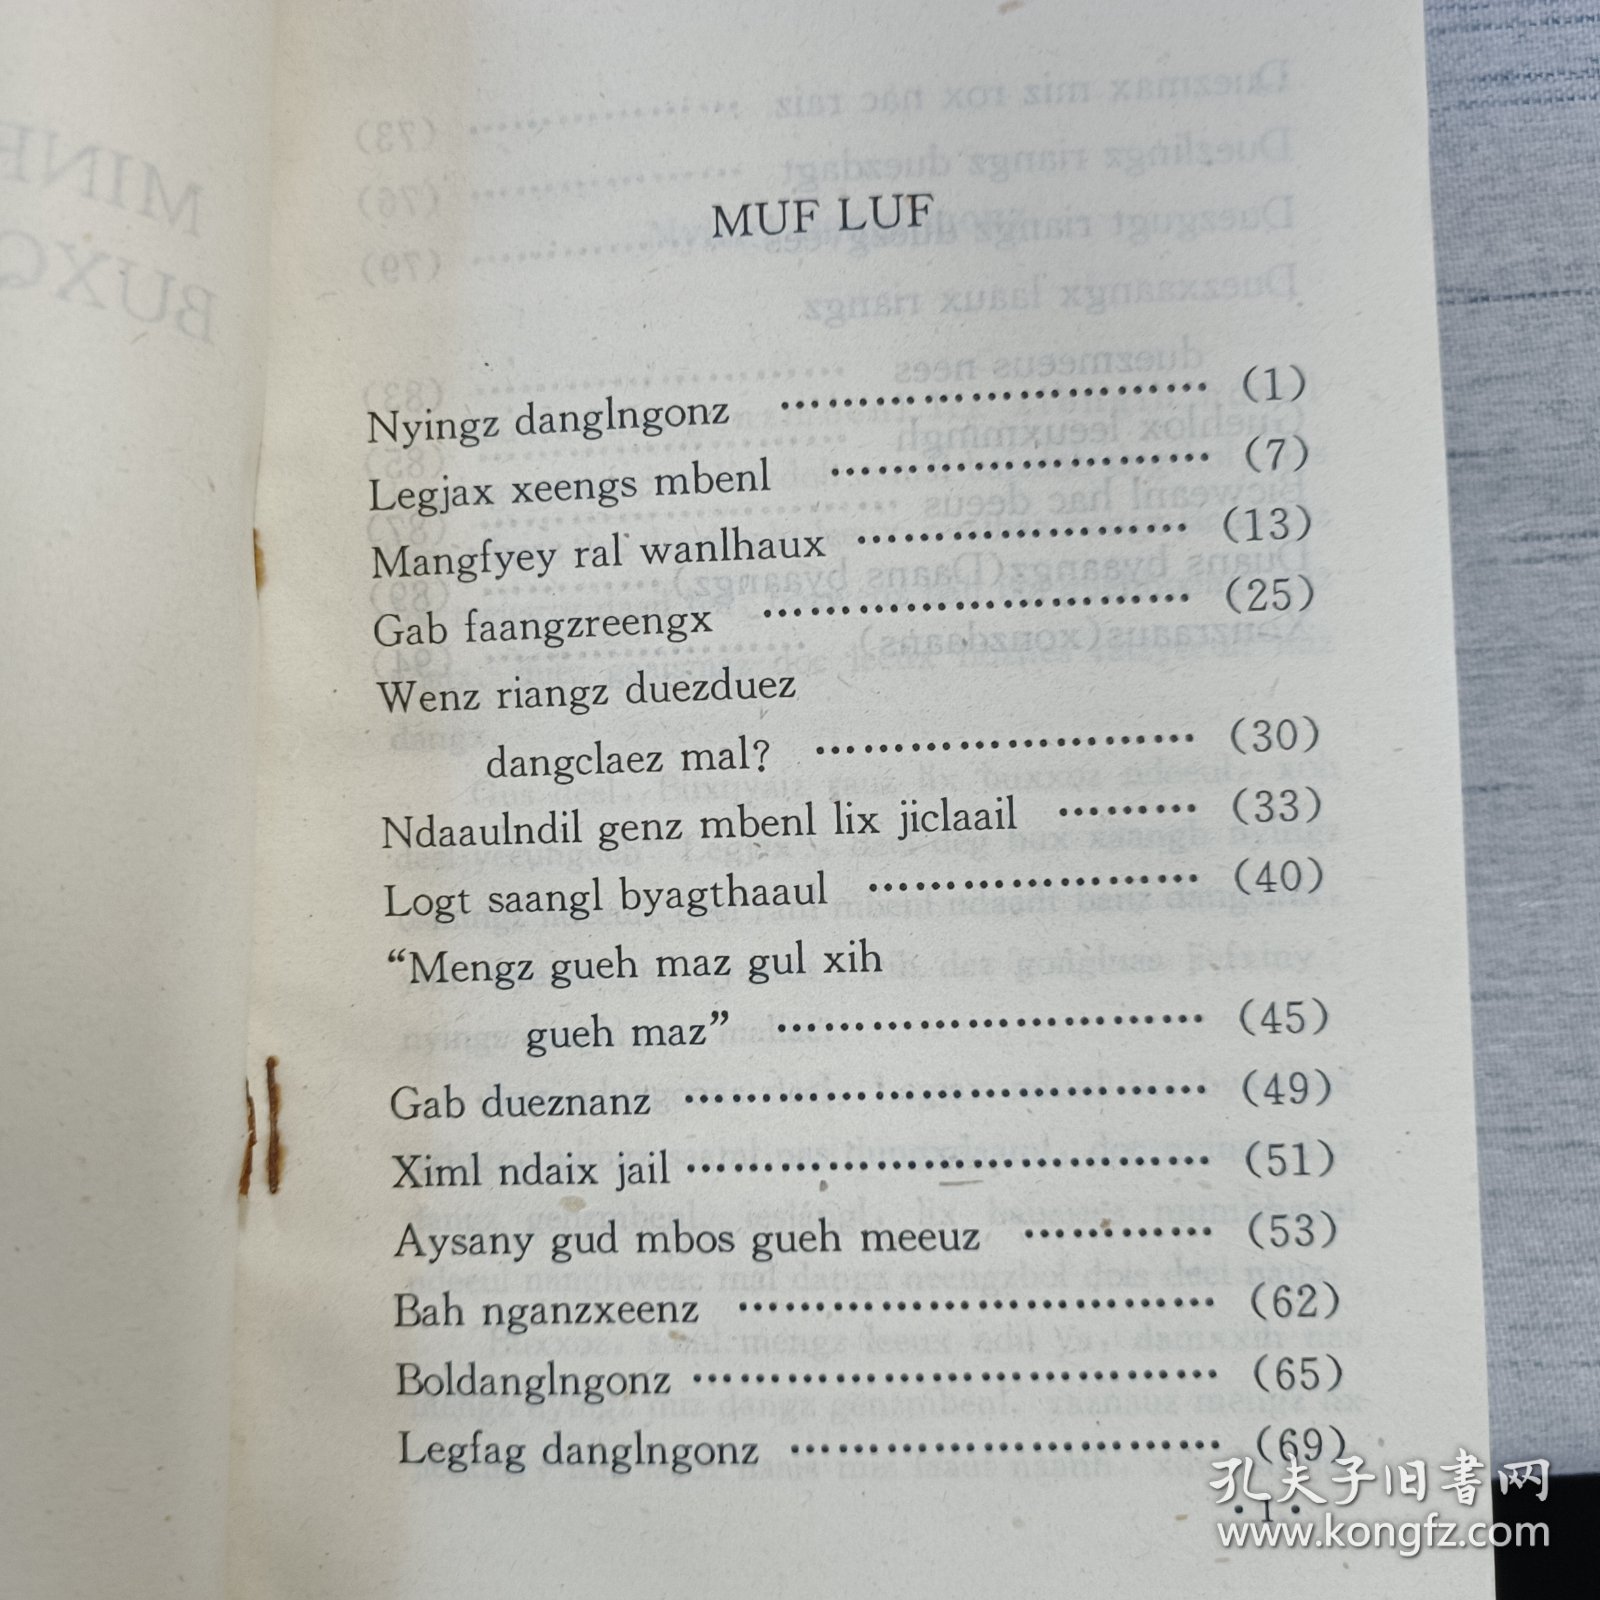 MUF LUF
Nyingz danglngonz ………………………… (1)
Legjax xeengs mbenl ……………………… (7)
Mangfyey ral wanlhaux ………………… (13)
Gab faangzreengx ………………………… (25)
Wenz riangz duezduez
dangclaez mal? ……………………… (30)
Ndaaulndil genz mbenl lix jiclaail ……… (33)
Logt saangl byagthaaul ………………… (40)
“Mengz gueh maz gul xih
gueh maz” ………………………… (45)
Gab dueznanz ……………………………… (49)
Ximl ndaix jail ……………………………… (51)
Aysany gud mbos gueh meeuz ………… (53)
Bah nganzxeenz …………………………… (62)
Boldanglngonz ……………………………… (65)
Legfag danglngonz ………………………… (69)
• 1 •
孔夫子旧书网
www.kongfz.com